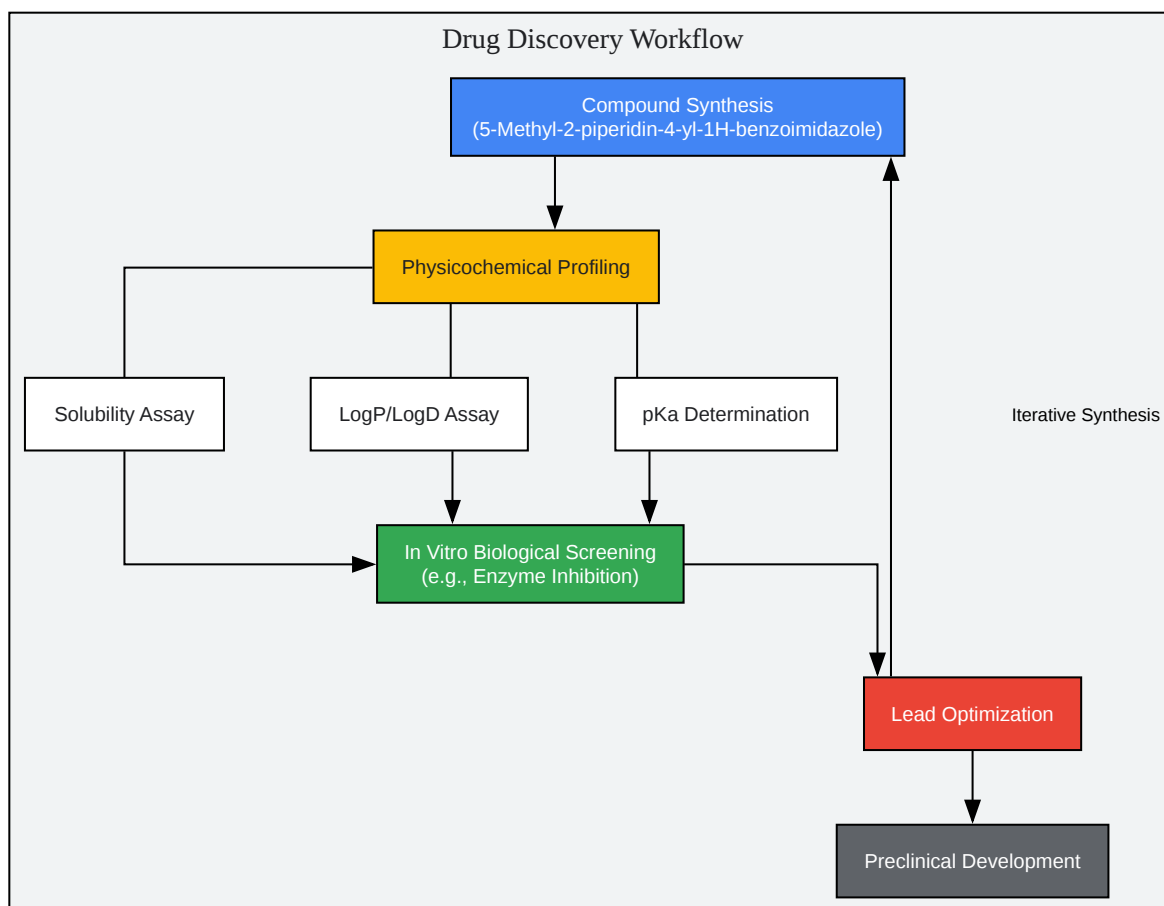 Drug Discovery Workflow
Compound Synthesis
(5-Methyl-2-piperidin-4-yl-1H-benzoimidazole)
Physicochemical Profiling
Solubility Assay
LogP/LogD Assay
pKa Determination
Iterative Synthesis
In Vitro Biological Screening
(e.g., Enzyme Inhibition)
Lead Optimization
Preclinical Development